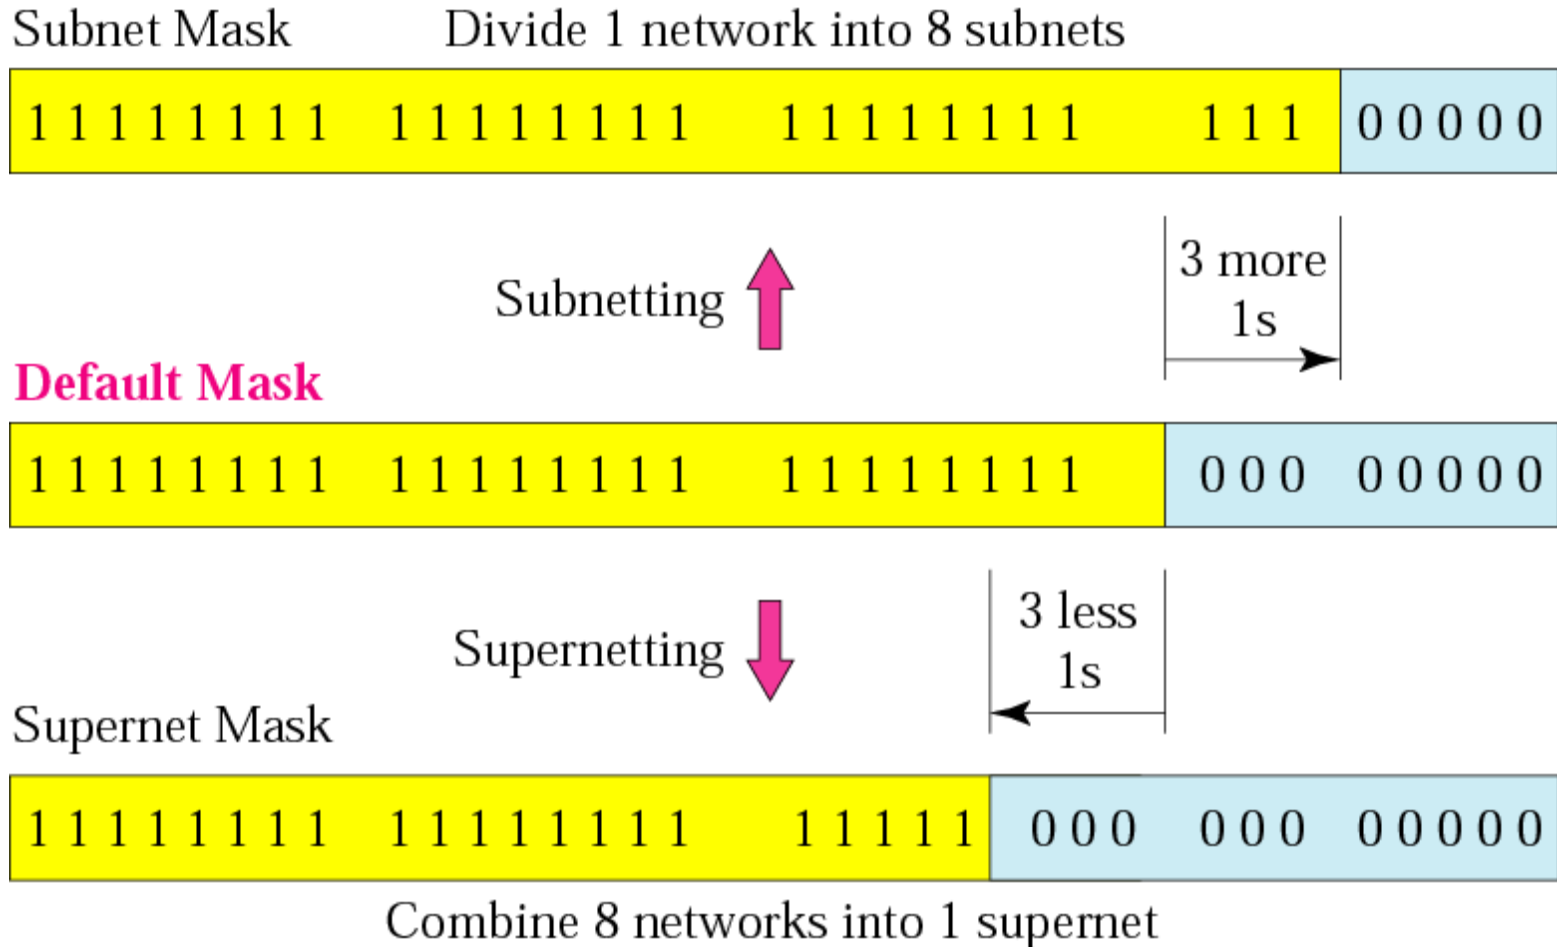 Subnet Mask Divide 1 network into 8 subnets
1 1 1 1 1 1 1 1 1 1 1 1 1 1 1 1 1 1 1 1 1 1 1 1 1 1 1 0 0 0 0 0
Subnetting
3 more
1s
Default Mask
1 1 1 1 1 1 1 1 1 1 1 1 1 1 1 1 1 1 1 1 1 1 1 1 0 0 0 0 0 0 0 0
Supernetting
3 less
1s
Supernet Mask
1 1 1 1 1 1 1 1 1 1 1 1 1 1 1 1 1 1 1 1 1 0 0 0 0 0 0 0 0 0 0 0
Combine 8 networks into 1 supernet